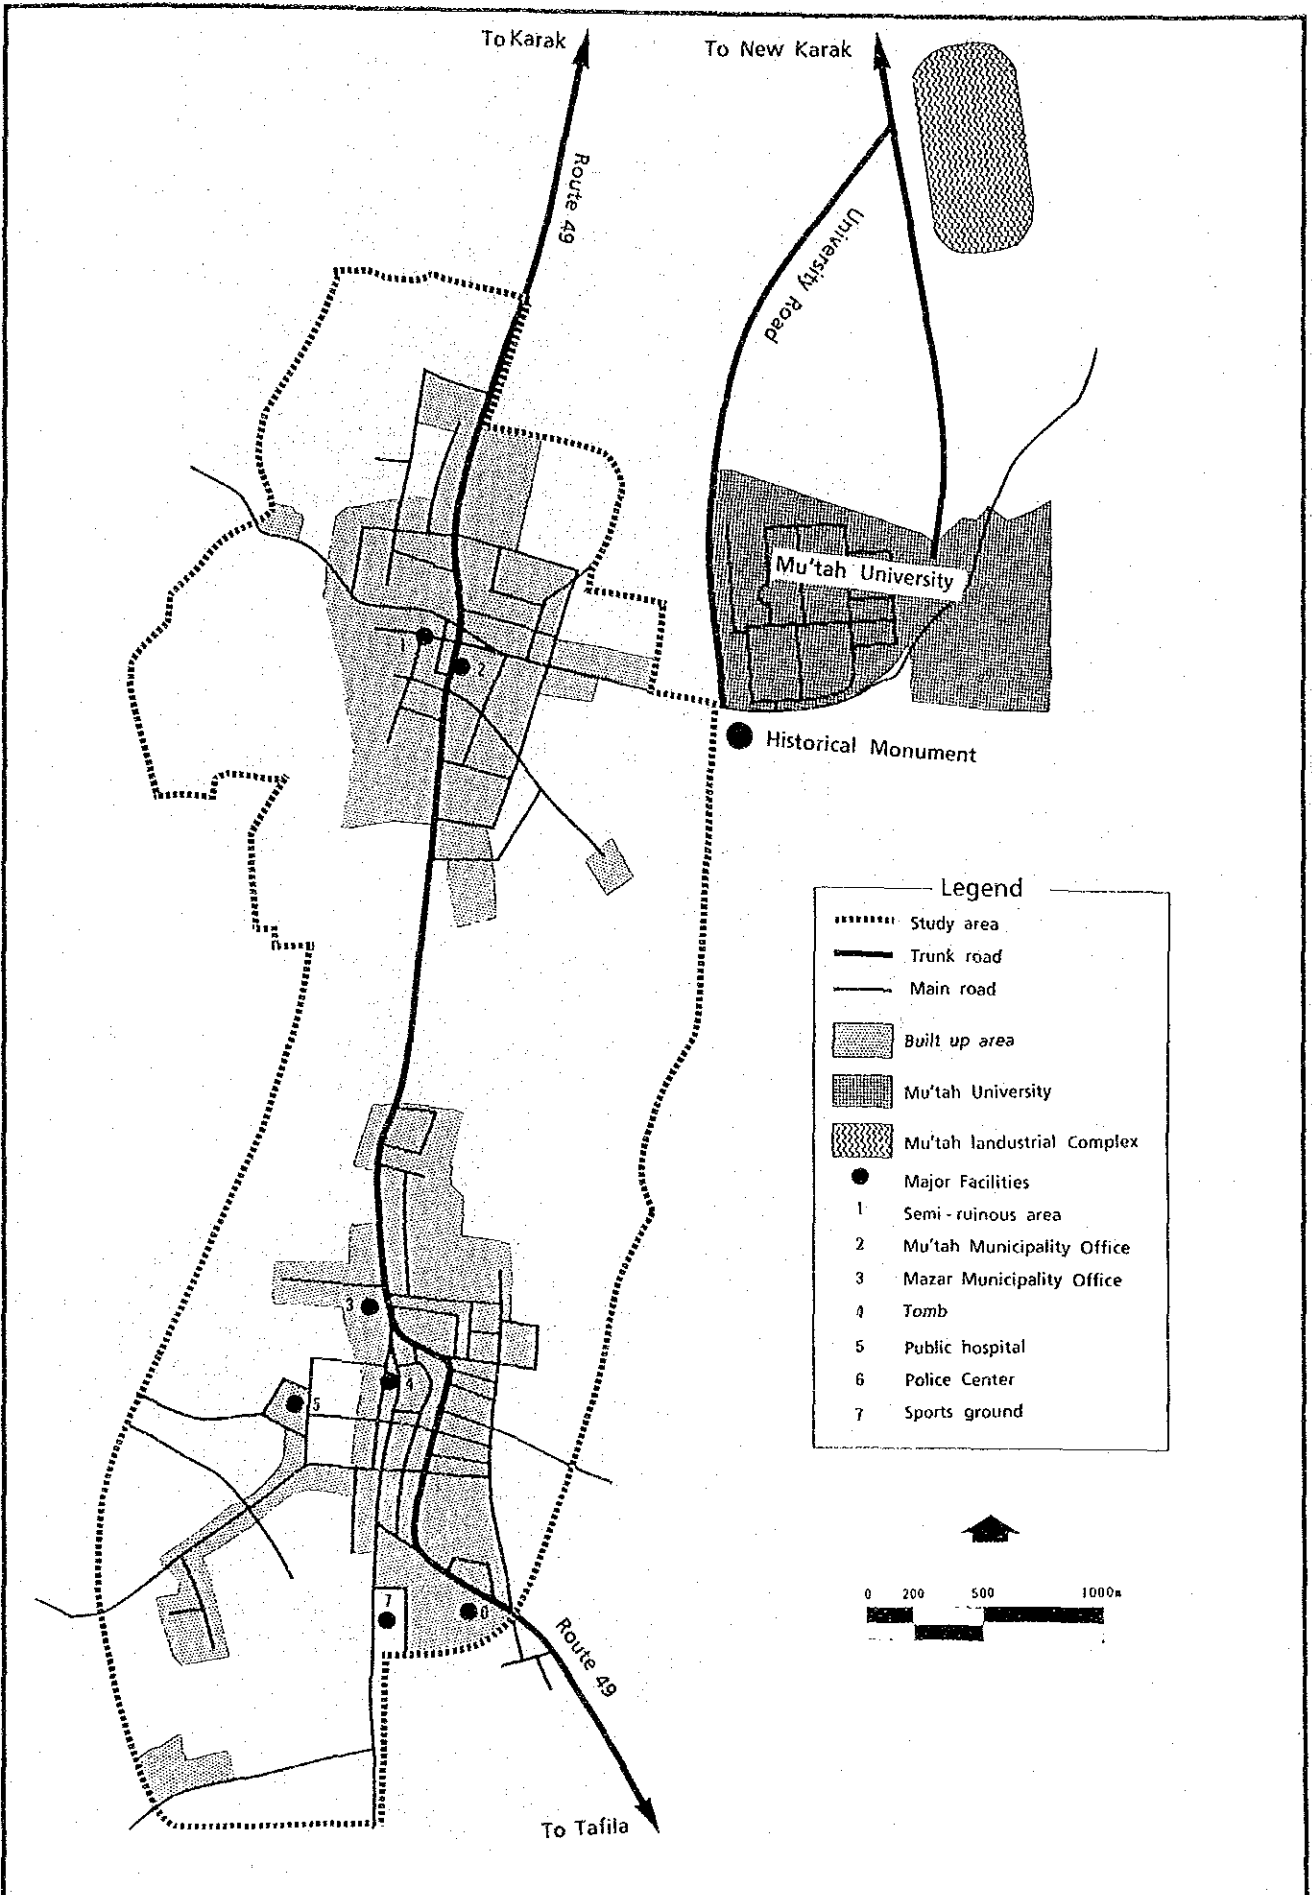 To Karak
To New Karak
Route 49
University Road
Mu'tah University
1
2
Historical Monument
Legend
Study area
Trunk road
Main road
Built up area
Mu'tah University
Mu'tah landustrial Complex
Major Facilities
1 Semi-ruinous area
2 Mu'tah Municipality Office
3 Mazar Municipality Office
4 Tomb
5 Public hospital
6 Police Center
7 Sports ground
3
4
5
7
0 200 500 1000m
Route 49
To Tafila